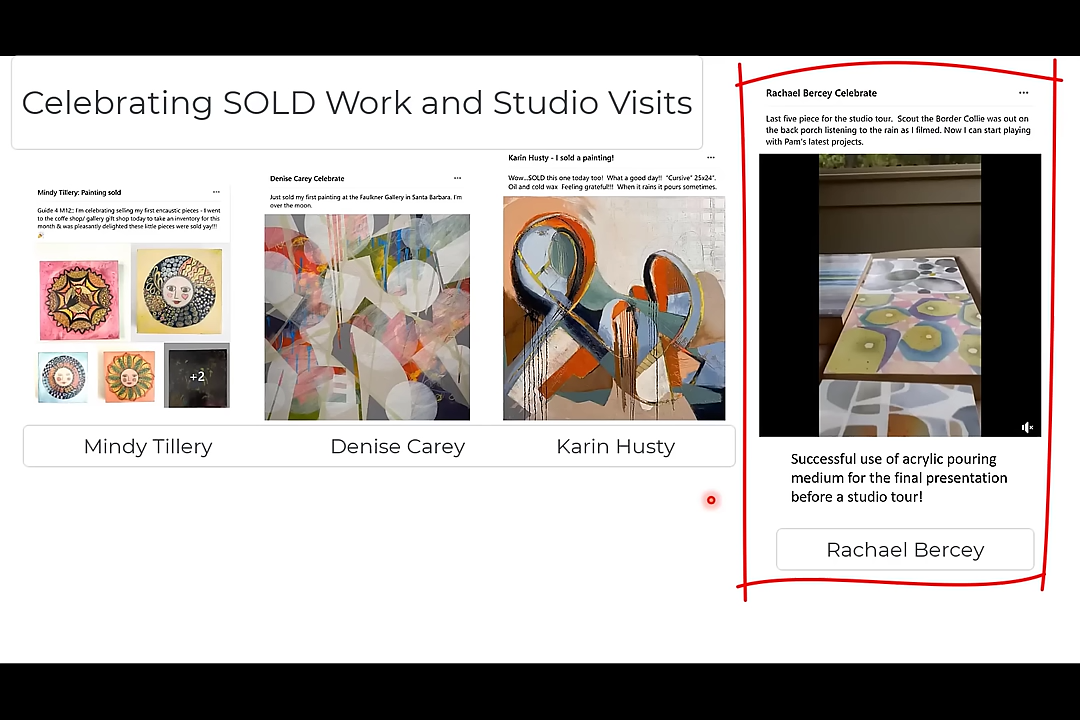 Celebrating SOLD Work and Studio Visits
Mindy Tillery: Painting sold
Guide 4 M12:: I'm celebrating selling my first encaustic pieces - I went
to the coffe shop/ gallery gift shop today to take an inventory for this
month & was pleasantly delighted these little pieces were sold yay!!!
+2
Mindy Tillery
Denise Carey Celebrate
Just sold my first painting at the Faulkner Gallery in Santa Barbara. I'm
over the moon.
Denise Carey
Karin Husty - I sold a painting!
Wow...SOLD this one today too! What a good day!! "Cursive" 25x24".
Oil and cold wax Feeling grateful!!! When it rains it pours sometimes.
Karin Husty
Rachael Bercey Celebrate
Last five piece for the studio tour. Scout the Border Collie was out on
the back porch listening to the rain as I filmed. Now I can start playing
with Pam's latest projects.
Successful use of acrylic pouring
medium for the final presentation
before a studio tour!
Rachael Bercey